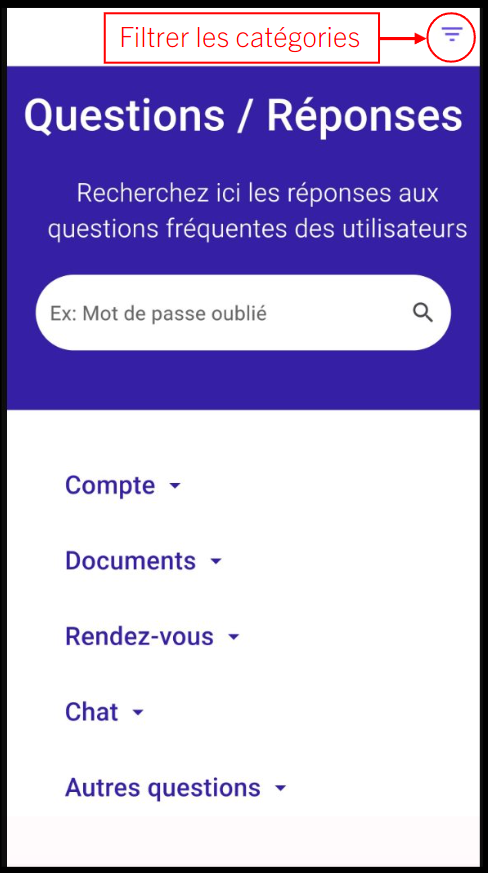 Filtrer les catégories
Questions / Réponses
Recherchez ici les réponses aux
questions fréquentes des utilisateurs
Ex: Mot de passe oublié
Compte
Documents
Rendez-vous
Chat
Autres questions